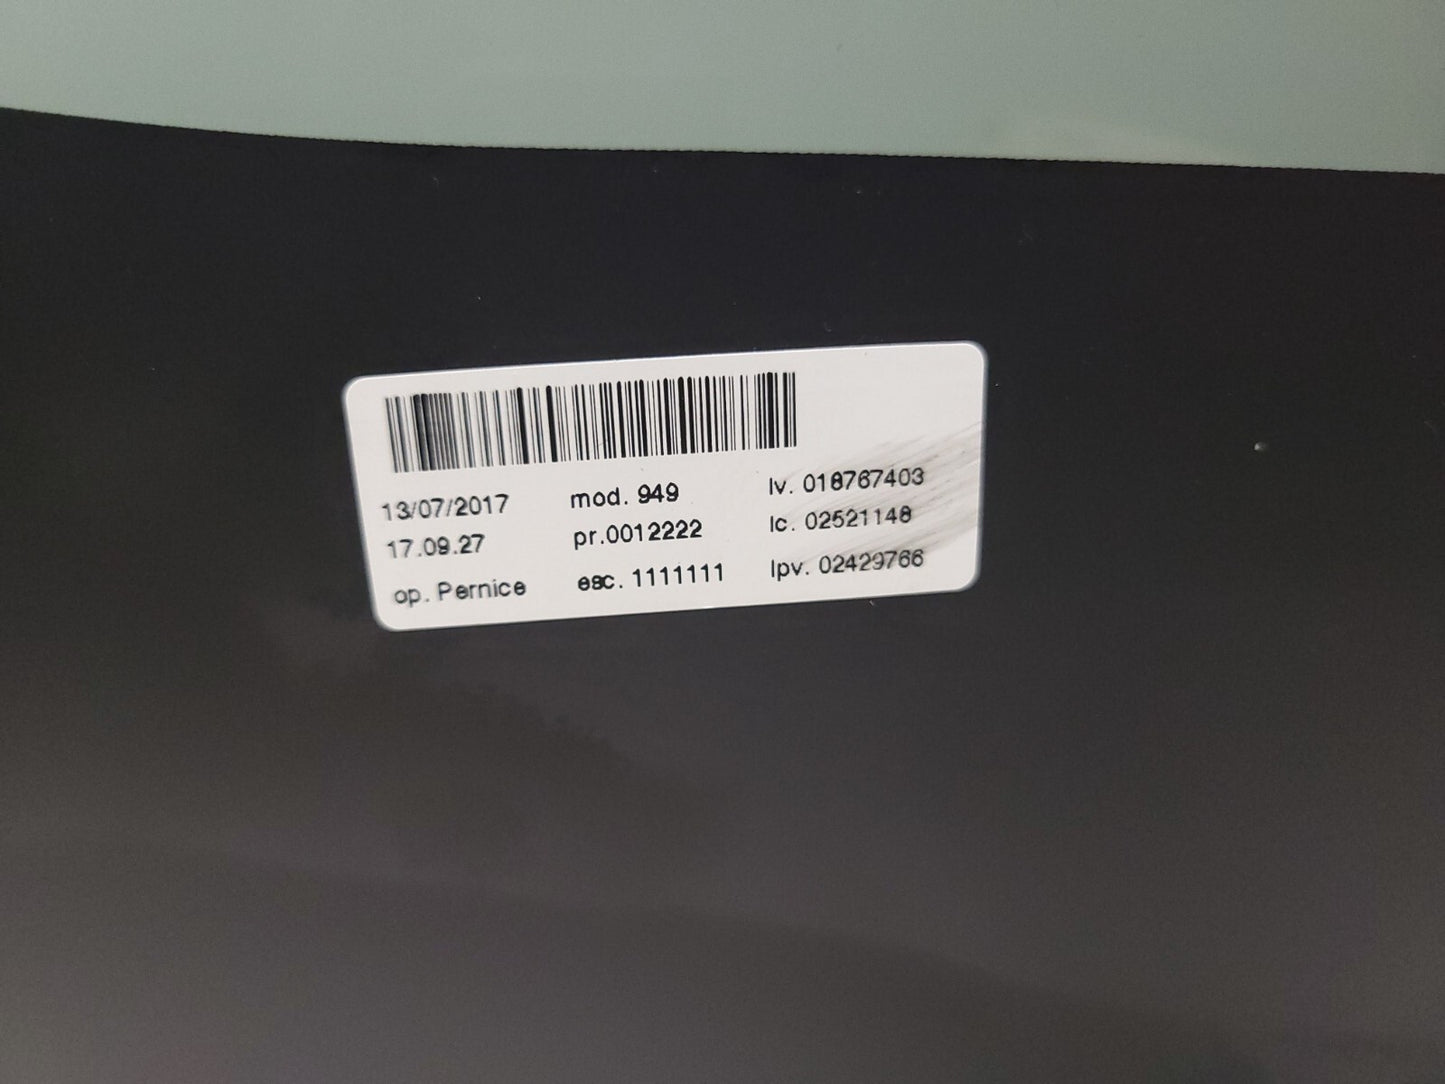 13/07/2017 mod. 949 lv. 018767403
17.09.27 pr.0012222 lc. 02521148
op. Pernice esc. 1111111 lpv. 02429766